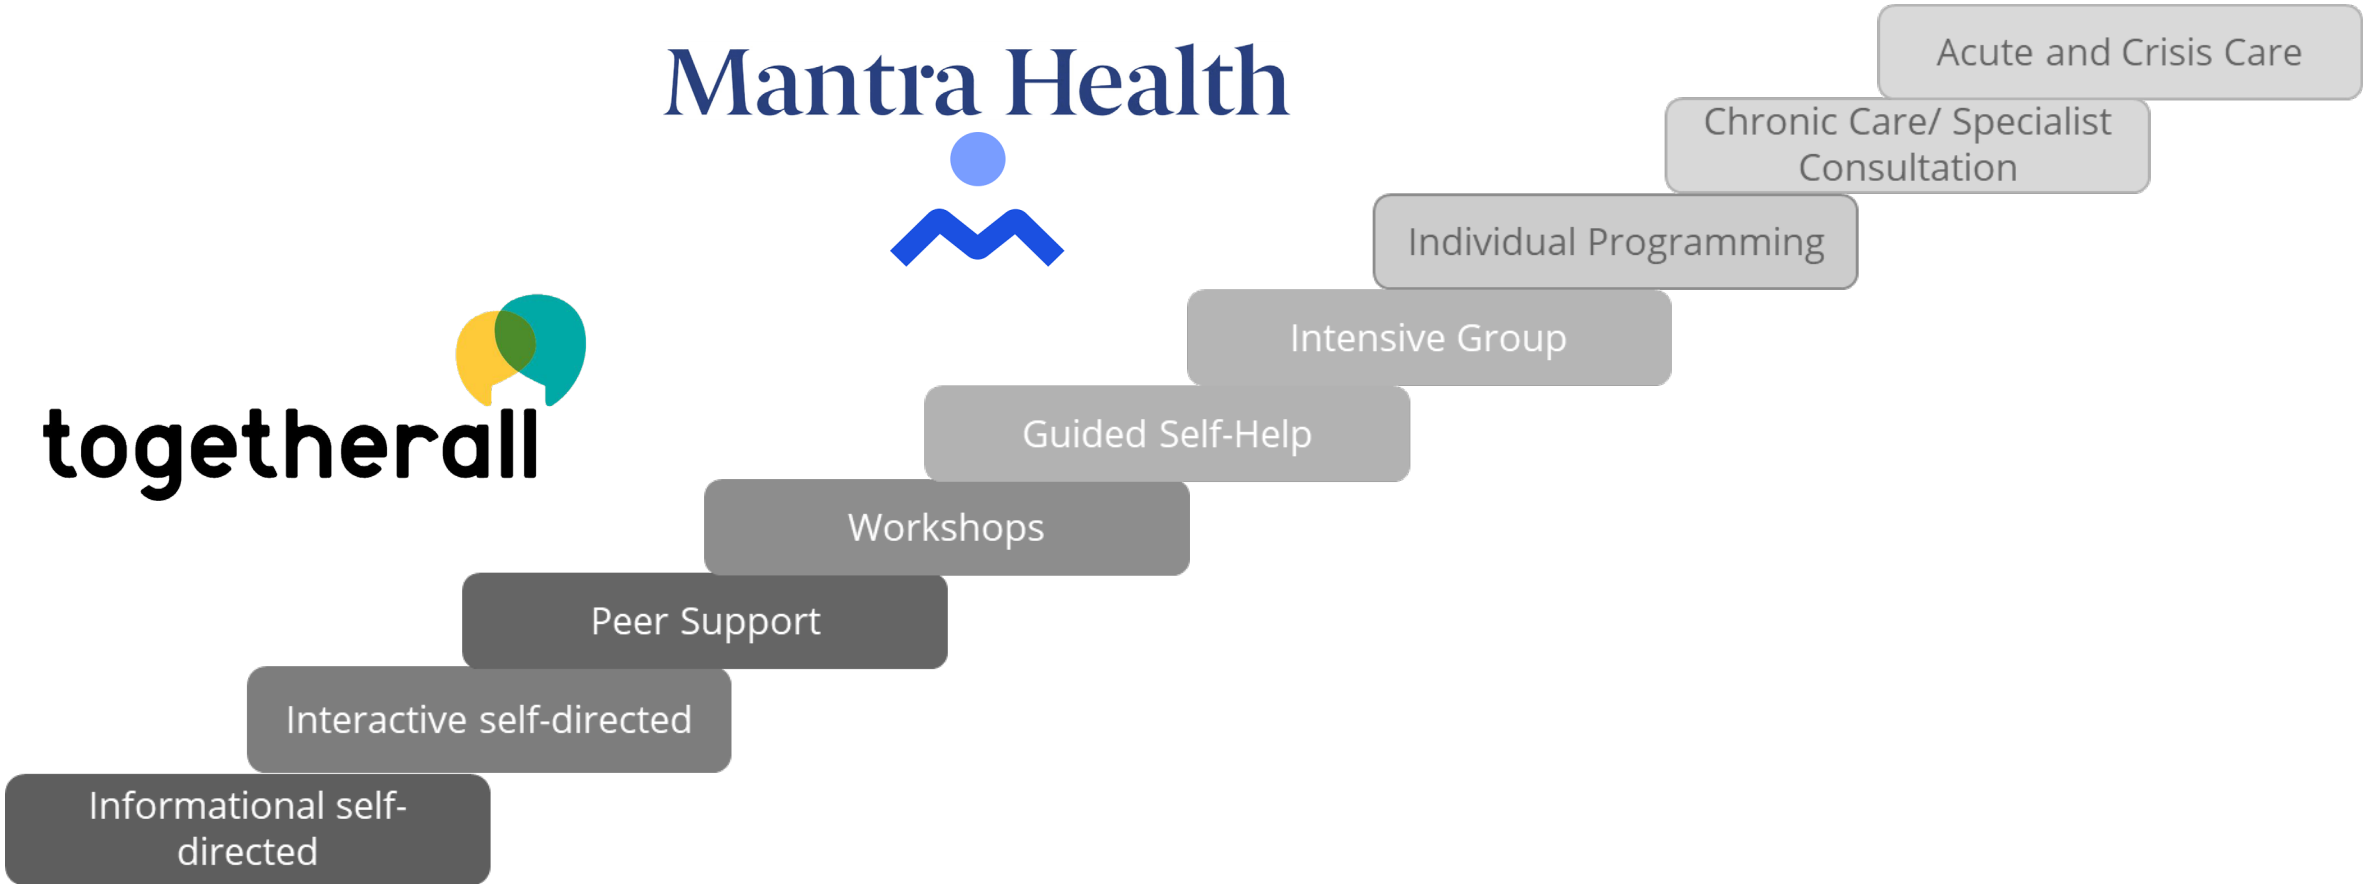 Mantra Health
togetherall
Acute and Crisis Care
Chronic Care/ Specialist
Consultation
Individual Programming
Intensive Group
Guided Self-Help
Workshops
Peer Support
Interactive self-directed
Informational self-
directed